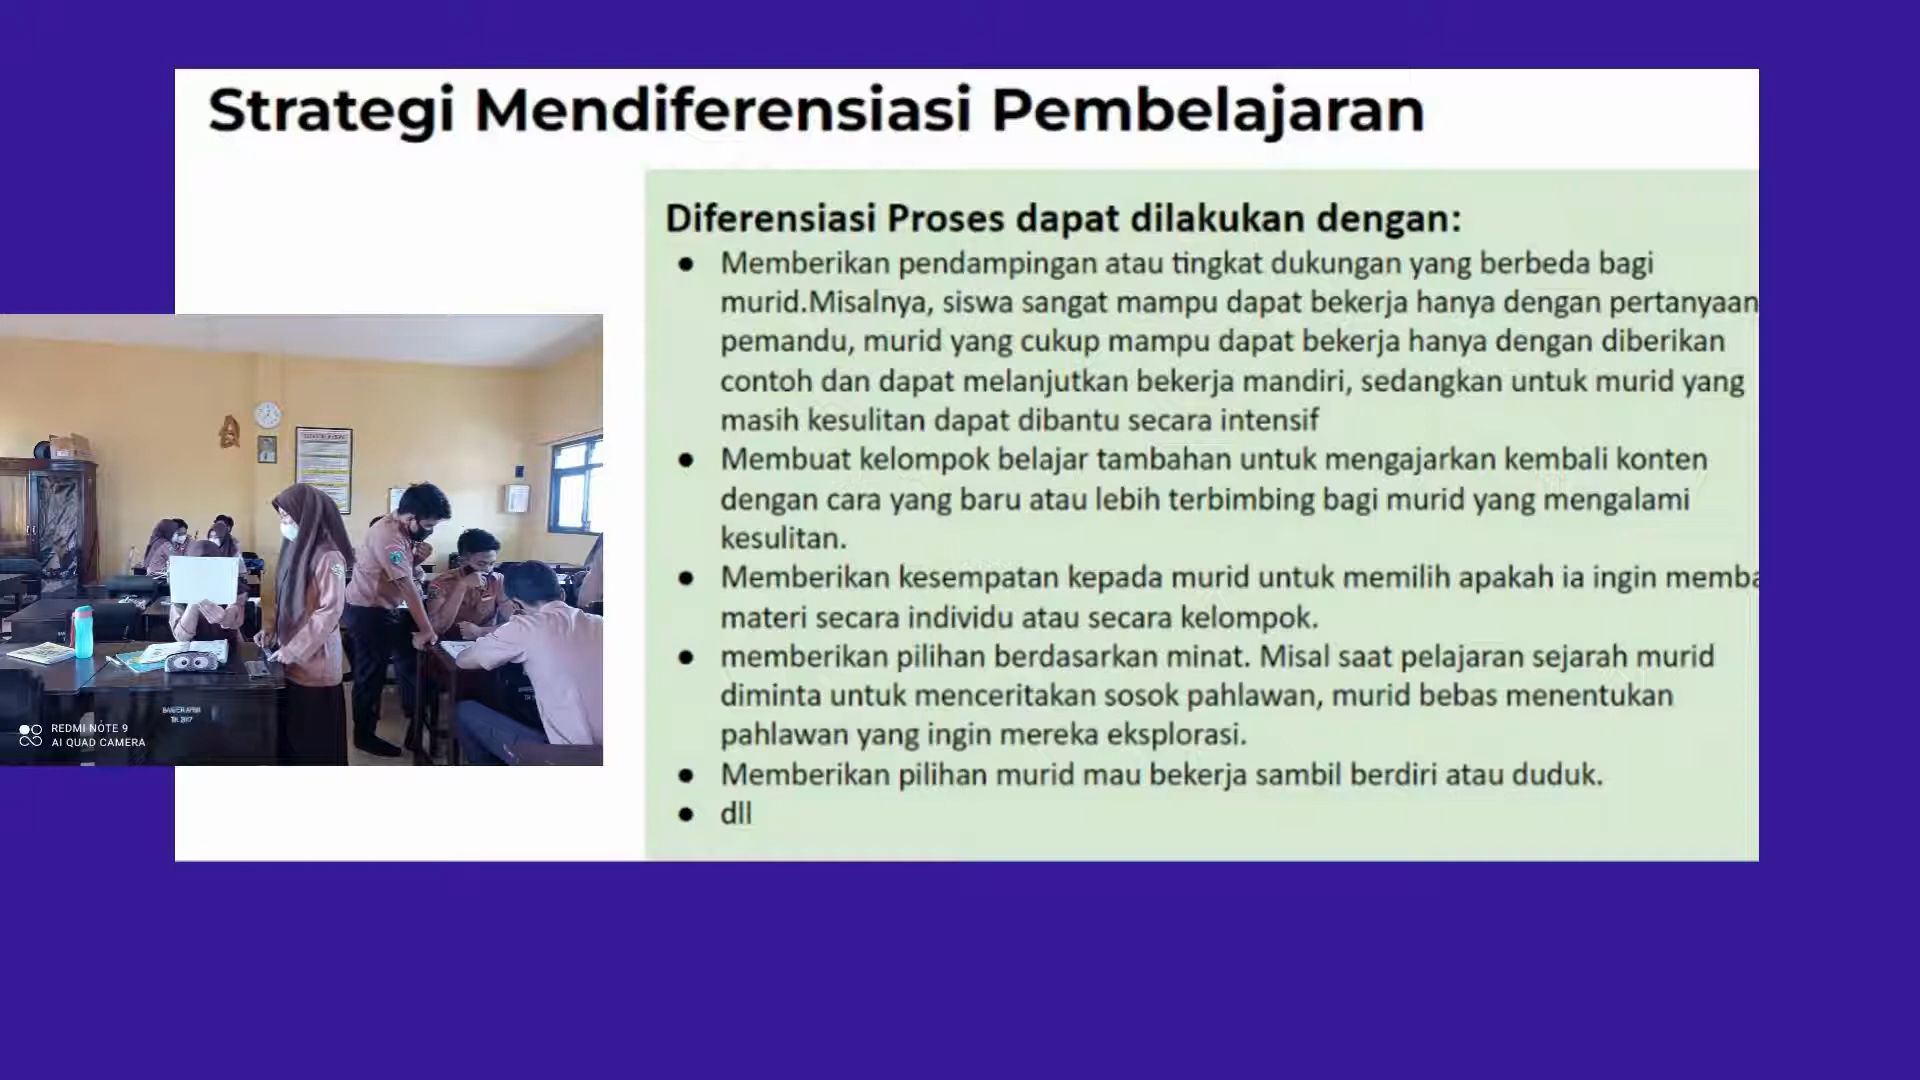 Strategi Mendiferensiasi Pembelajaran
Diferensiasi Proses dapat dilakukan dengan:
● Memberikan pendampingan atau tingkat dukungan yang berbeda bagi
murid.Misalnya, siswa sangat mampu dapat bekerja hanya dengan pertanyaan
pemandu, murid yang cukup mampu dapat bekerja hanya dengan diberikan
contoh dan dapat melanjutkan bekerja mandiri, sedangkan untuk murid yang
masih kesulitan dapat dibantu secara intensif
● Membuat kelompok belajar tambahan untuk mengajarkan kembali konten
dengan cara yang baru atau lebih terbimbing bagi murid yang mengalami
kesulitan.
● Memberikan kesempatan kepada murid untuk memilih apakah ia ingin memba
materi secara individu atau secara kelompok.
● memberikan pilihan berdasarkan minat. Misal saat pelajaran sejarah murid
diminta untuk menceritakan sosok pahlawan, murid bebas menentukan
pahlawan yang ingin mereka eksplorasi.
● Memberikan pilihan murid mau bekerja sambil berdiri atau duduk.
● dll
REDMI NOTE 9
AI QUAD CAMERA